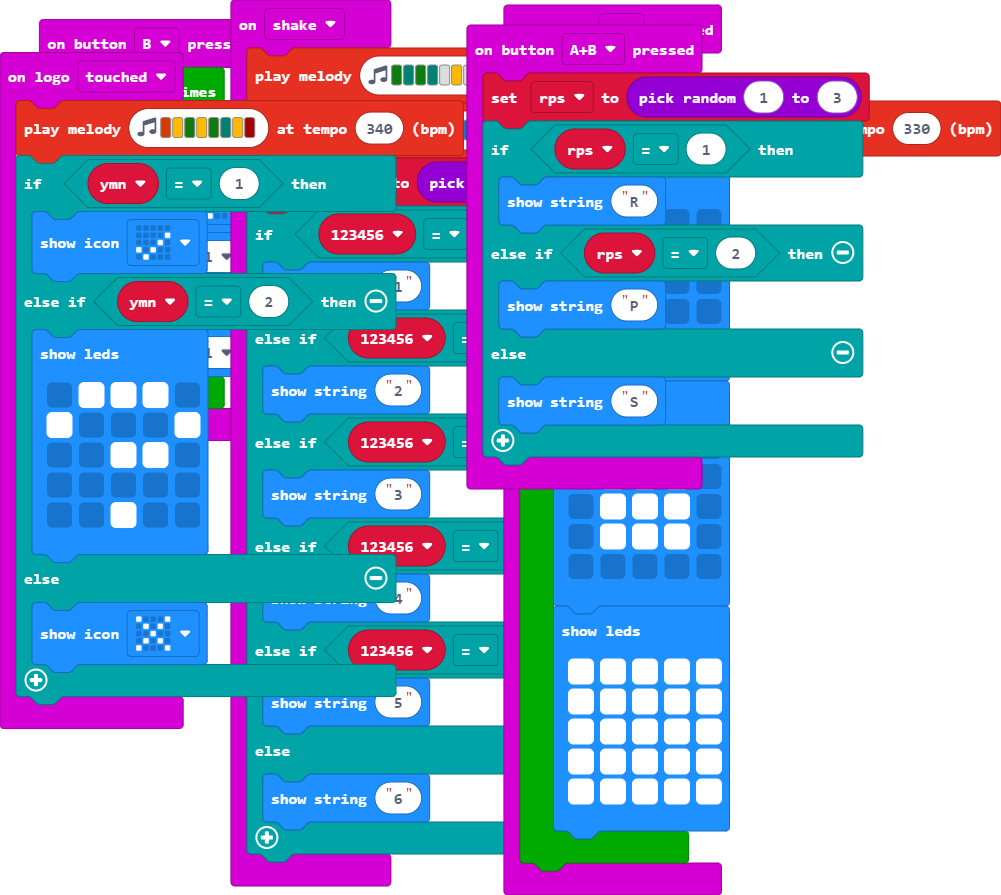 on button B press
imes
on logo touched
play melody at tempo 340 (bpm)
if ymn = 1 then
show icon
else if ymn = 2 then
show leds
else
show icon
on shake
play melody
to pick
if 123456 =
1"
else if 123456 =
show string "2"
else if 123456 =
show string "3"
else if 123456 =
show string "4"
else if 123456 =
show string "5"
else
show string "6"
ed
on button A+B pressed
set rps to pick random 1 to 3
po 330 (bpm)
if rps = 1 then
show string "R"
else if rps = 2 then
show string "P"
else
show string "S"
show leds